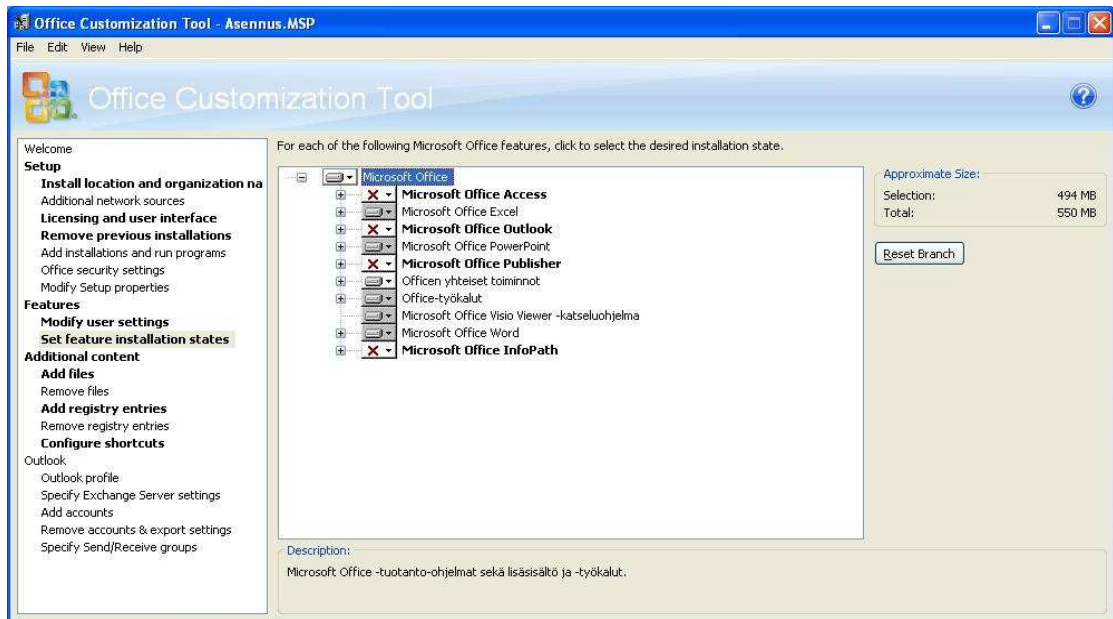 Office Customization Tool - Asennus.MSP
File Edit View Help
Office Customization Tool
Welcome
Setup
Install location and organization na
Additional network sources
Licensing and user interface
Remove previous installations
Add installations and run programs
Office security settings
Modify Setup properties
Features
Modify user settings
Set feature installation states
Additional content
Add files
Remove files
Add registry entries
Remove registry entries
Configure shortcuts
Outlook
Outlook profile
Specify Exchange Server settings
Add accounts
Remove accounts & export settings
Specify Send/Receive groups
For each of the following Microsoft Office features, click to select the desired installation state.
Microsoft Office
Microsoft Office Access
Microsoft Office Excel
Microsoft Office Outlook
Microsoft Office PowerPoint
Microsoft Office Publisher
Officen yhteiset toiminnot
Office-työkalut
Microsoft Office Visio Viewer -katseluohjelma
Microsoft Office Word
Microsoft Office InfoPath
Approximate Size:
Selection: 494 MB
Total: 550 MB
Reset Branch
Description:
Microsoft Office -tuotanto-ohjelmat sekä lisäsisältö ja -työkalut.